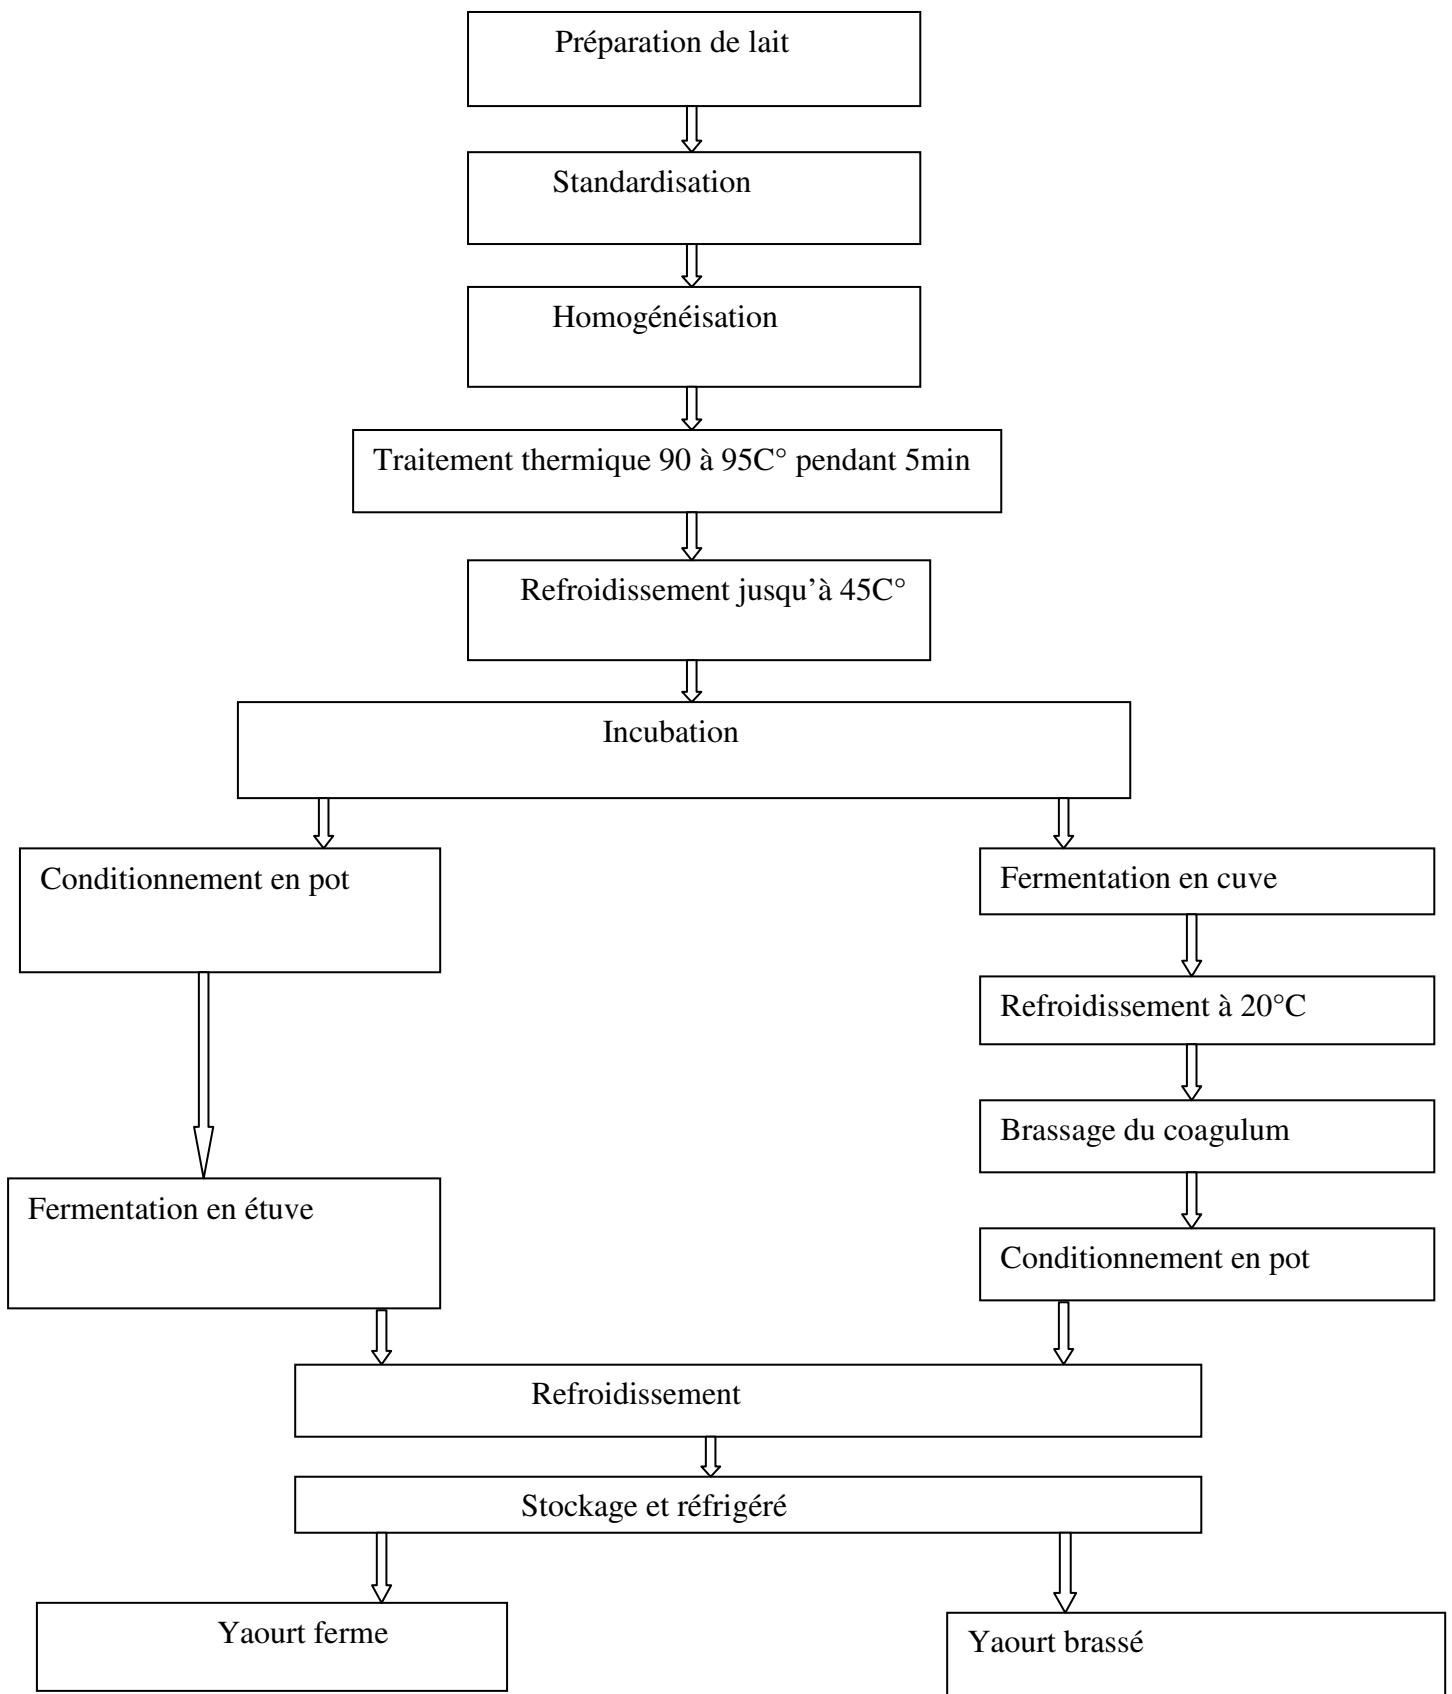 Préparation de lait
Standardisation
Homogénéisation
Traitement thermique 90 à 95C° pendant 5min
Refroidissement jusqu’à 45C°
Incubation
Conditionnement en pot
Fermentation en étuve
Fermentation en cuve
Refroidissement à 20°C
Brassage du coagulum
Conditionnement en pot
Refroidissement
Stockage et réfrigéré
Yaourt ferme
Yaourt brassé